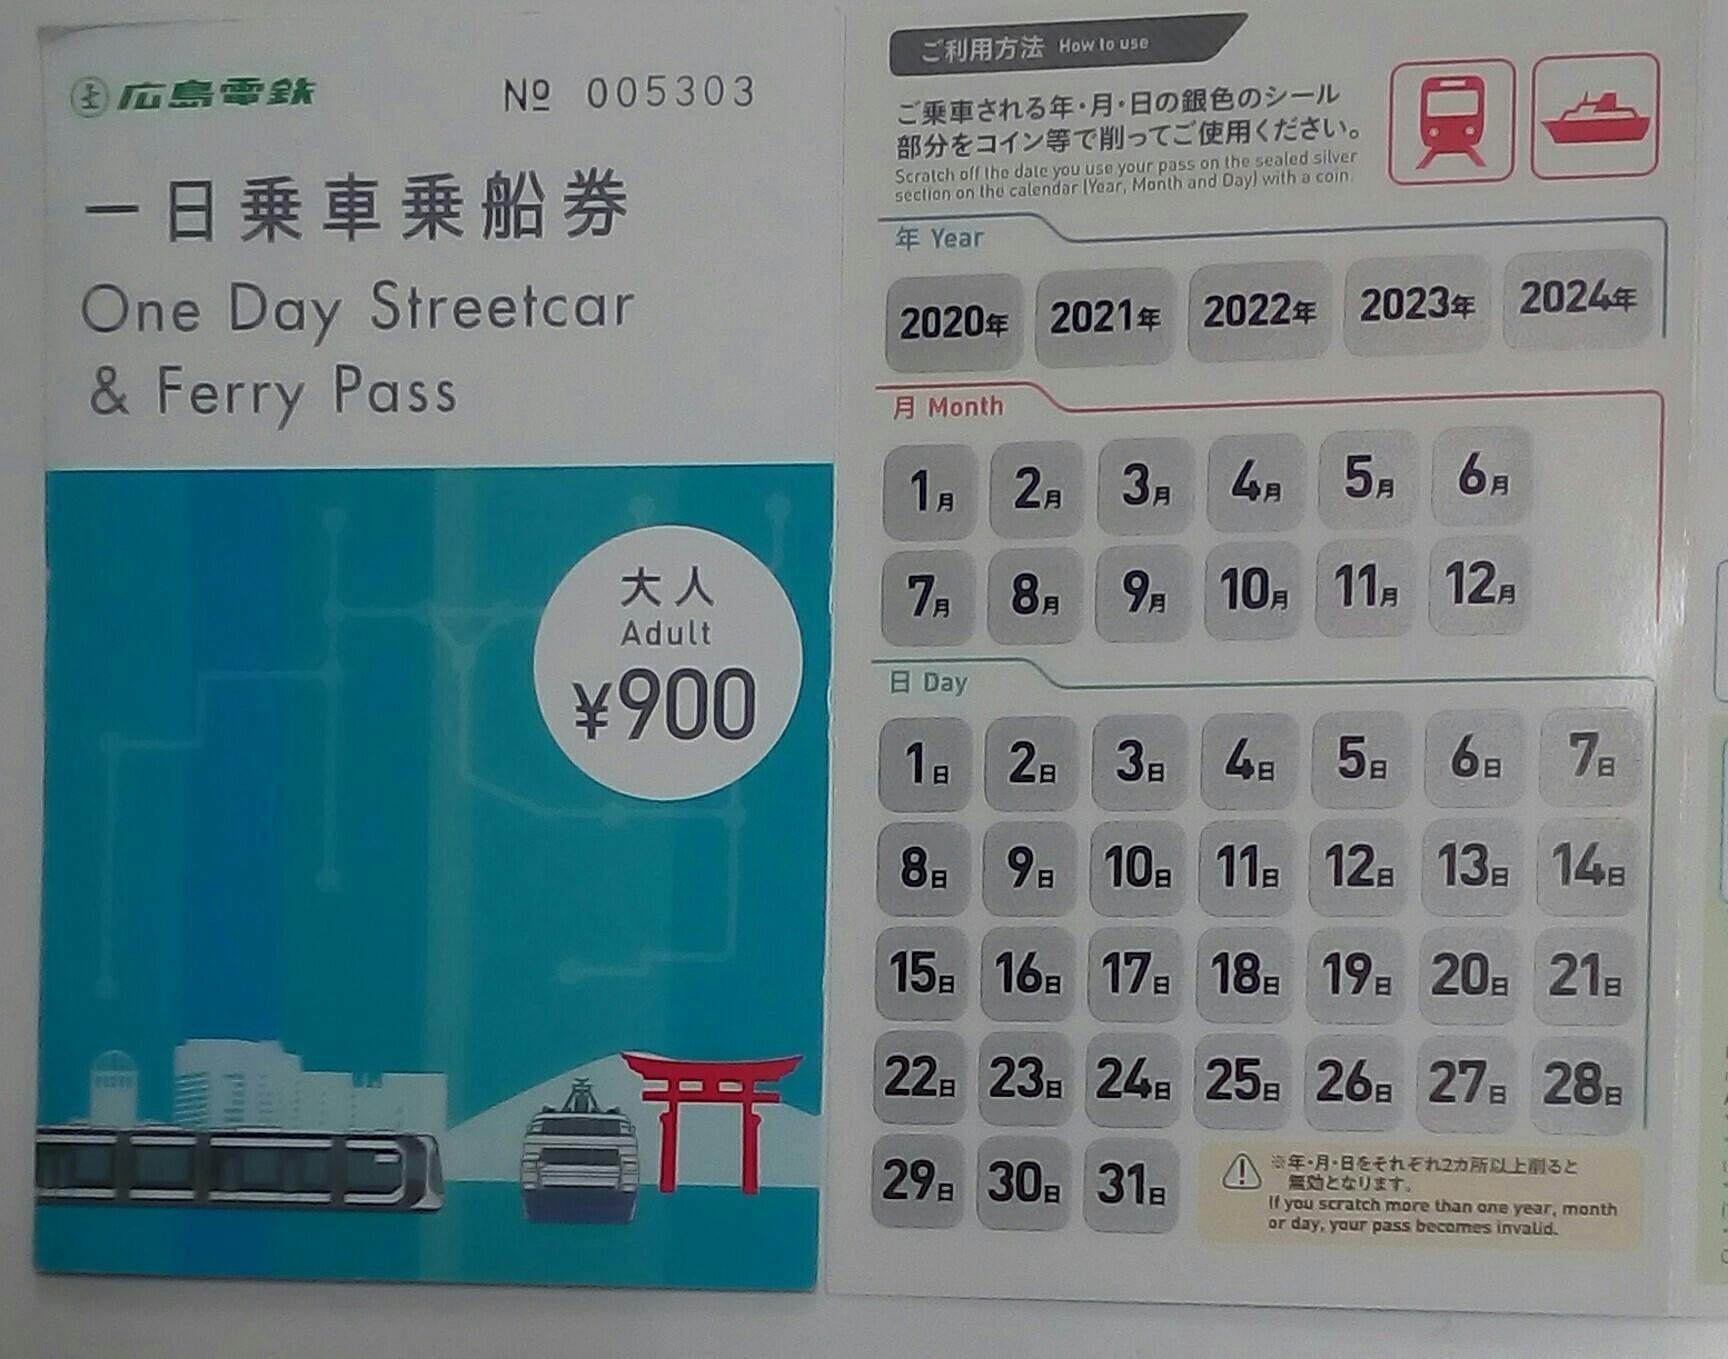 広島電鉄
№ 005303
一日乗車乗船券
One Day Streetcar
& Ferry Pass
大人
Adult
¥900
ご利用方法 How to use
ご乗車される年・月・日の銀色のシール
部分をコイン等で削ってご使用ください。
Scratch off the date you use your pass on the sealed silver
section on the calendar (Year, Month and Day) with a coin.
年 Year
2020年 2021年 2022年 2023年 2024年
月 Month
1月 2月 3月 4月 5月 6月
7月 8月 9月 10月 11月 12月
日 Day
1日 2日 3日 4日 5日 6日 7日
8日 9日 10日 11日 12日 13日 14日
15日 16日 17日 18日 19日 20日 21日
22日 23日 24日 25日 26日 27日 28日
29日 30日 31日
※年・月・日をそれぞれ2カ所以上削ると
無効となります。
If you scratch more than one year, month
or day, your pass becomes invalid.